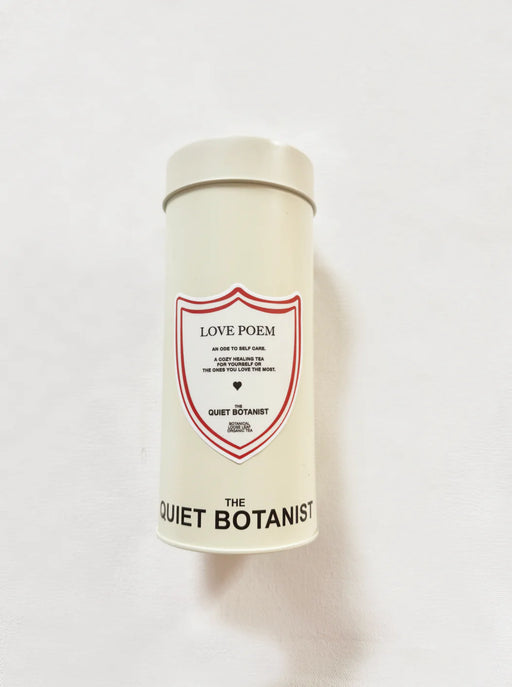 LOVE POEM
AN ODE TO SELF CARE.
A COZY HEALING TEA
FOR YOURSELF OR
THE ONES YOU LOVE THE MOST.
THE
QUIET BOTANIST
BOTANICAL
LOOSE LEAF
ORGANIC TEA
THE
QUIET BOTANIST